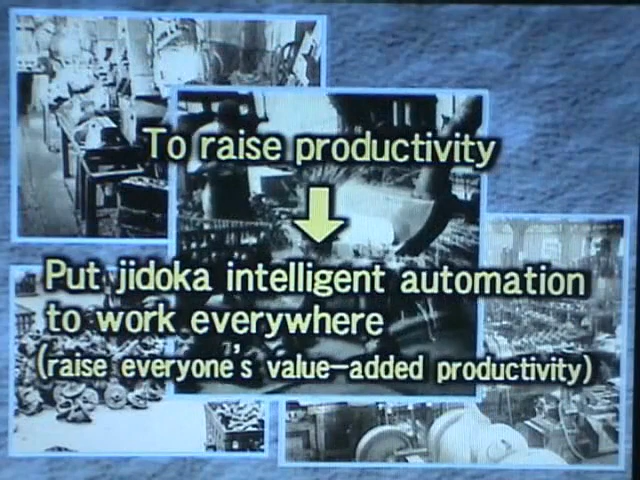 To raise productivity
Put jidoka intelligent automation
to work everywhere
(raise everyone's value-added productivity)